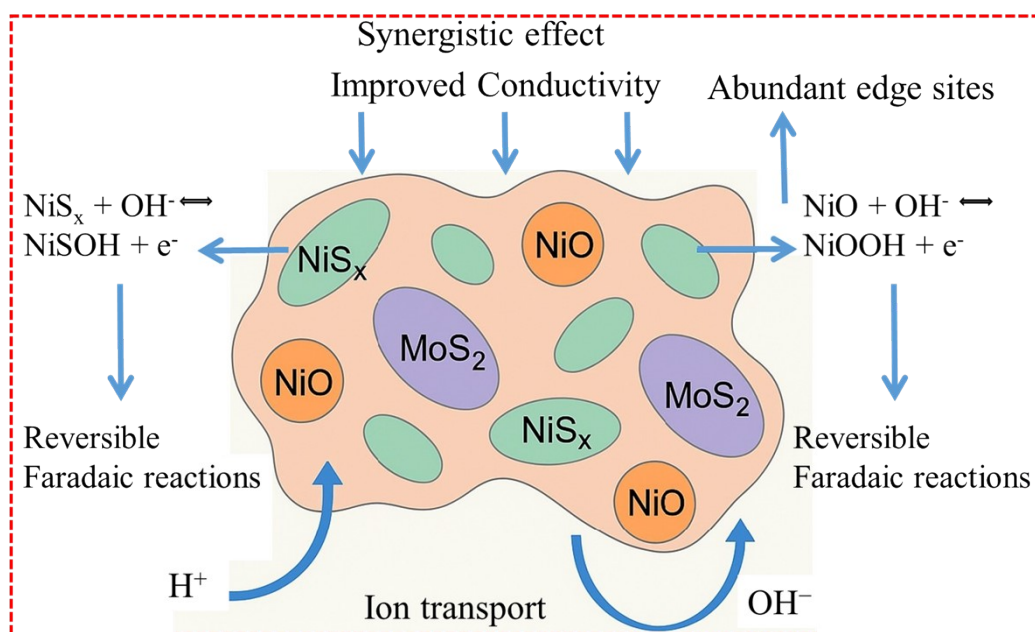 Synergistic effect
Improved Conductivity
Abundant edge sites
NiSₓ + OH⁻ ⟷
NiSOH + e⁻
NiO + OH⁻ ⟷
NiOOH + e⁻
NiSₓ
NiO
MoS₂
NiO
MoS₂
NiSₓ
NiO
Reversible
Faradaic reactions
Reversible
Faradaic reactions
H⁺
Ion transport
OH⁻